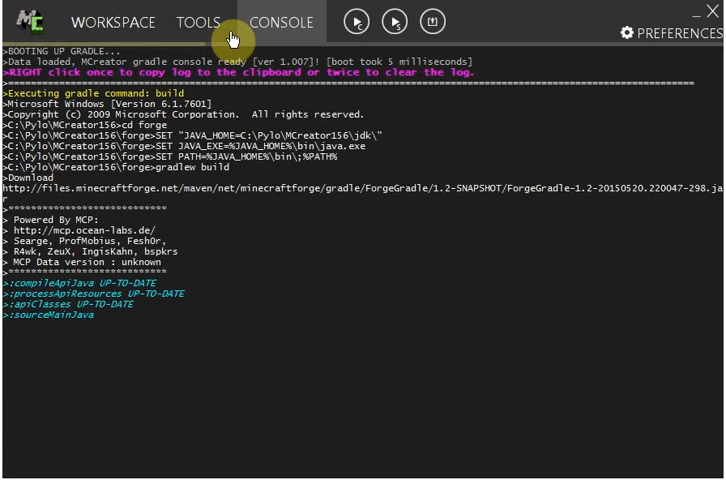 MC WORKSPACE TOOLS CONSOLE C S
PREFERENCES
>BOOTING UP GRADLE...
>Data loaded, MCreator gradle console ready [ver 1.007]! [boot took 5 milliseconds]
>RIGHT click once to copy log to the clipboard or twice to clear the log.
>Executing gradle command: build
>Microsoft Windows [Version 6.1.7601]
>Copyright (c) 2009 Microsoft Corporation.  All rights reserved.
>C:\Pylo\MCreator156>cd forge
>C:\Pylo\MCreator156\forge>SET "JAVA_HOME=C:\Pylo\MCreator156\jdk\"
>C:\Pylo\MCreator156\forge>SET JAVA_EXE=%JAVA_HOME%\bin\java.exe
>C:\Pylo\MCreator156\forge>SET PATH=%JAVA_HOME%\bin\;%PATH%
>C:\Pylo\MCreator156\forge>gradlew build
>Download
http://files.minecraftforge.net/maven/net/minecraftforge/gradle/ForgeGradle/1.2-SNAPSHOT/ForgeGradle-1.2-20150520.220047-298.ja
r
>****************************
> Powered By MCP:
> http://mcp.ocean-labs.de/
> Searge, ProfMobius, Fesh0r,
> R4wk, ZeuX, IngisKahn, bspkrs
> MCP Data version : unknown
>****************************
>:compileApiJava UP-TO-DATE
>:processApiResources UP-TO-DATE
>:apiClasses UP-TO-DATE
>:sourceMainJava